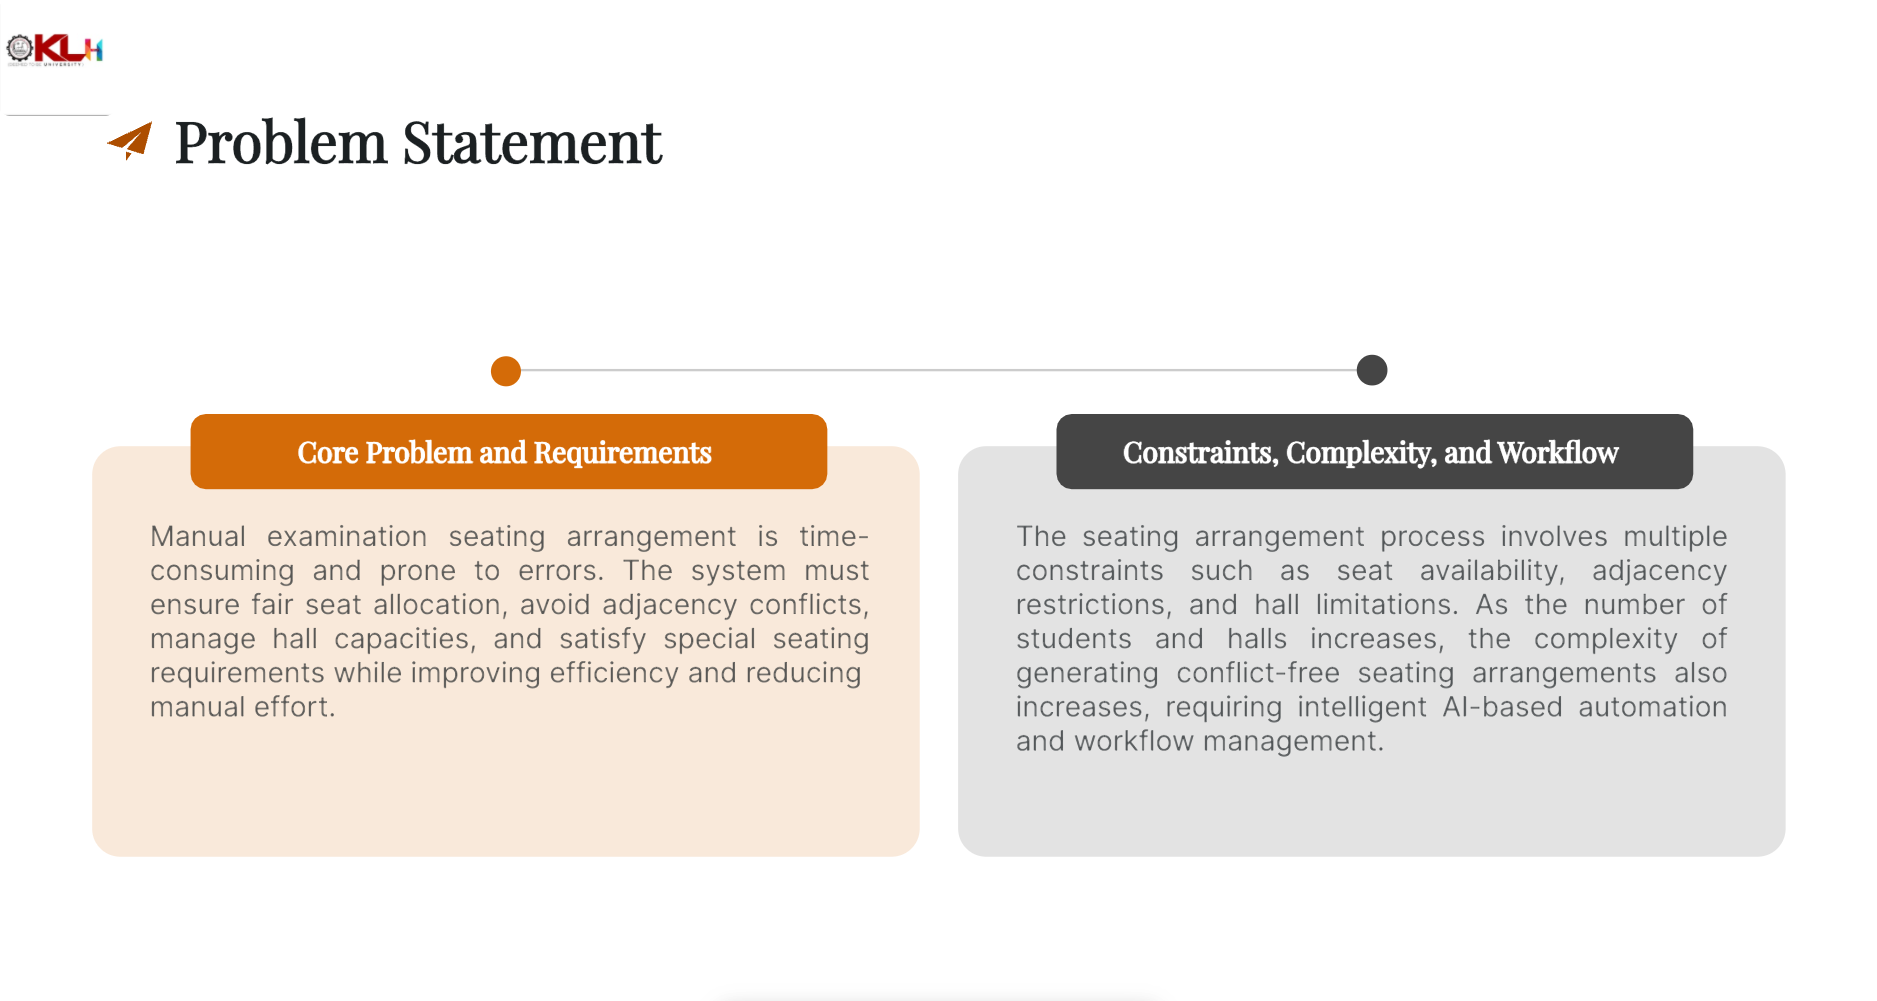 KLH
UNIVERSITY
Problem Statement
Core Problem and Requirements
Manual examination seating arrangement is time-
consuming and prone to errors. The system must
ensure fair seat allocation, avoid adjacency conflicts,
manage hall capacities, and satisfy special seating
requirements while improving efficiency and reducing
manual effort.
Constraints, Complexity, and Workflow
The seating arrangement process involves multiple
constraints such as seat availability, adjacency
restrictions, and hall limitations. As the number of
students and halls increases, the complexity of
generating conflict-free seating arrangements also
increases, requiring intelligent AI-based automation
and workflow management.